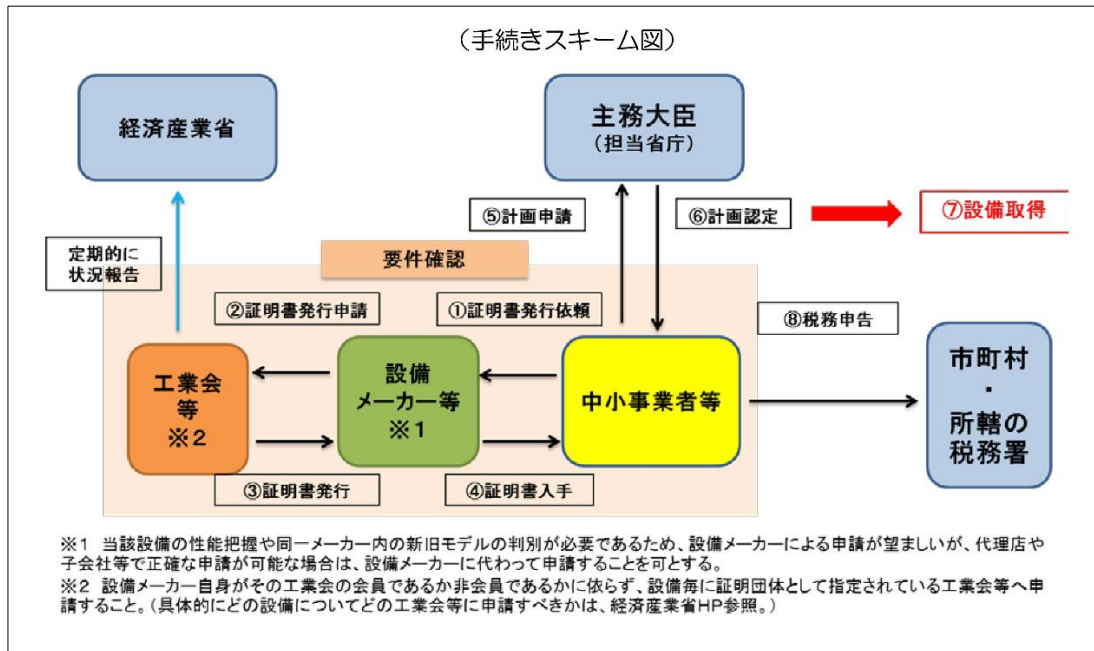 （手続きスキーム図）
経済産業省
主務大臣
（担当省庁）
⑤計画申請
⑥計画認定
⑦設備取得
定期的に
状況報告
要件確認
②証明書発行申請
①証明書発行依頼
⑧税務申告
工業会
等
※2
設備
メーカー等
※1
中小事業者等
市町村
・
所轄の
税務署
③証明書発行
④証明書入手
※1 当該設備の性能把握や同一メーカー内の新旧モデルの判別が必要であるため、設備メーカーによる申請が望ましいが、代理店や
子会社等で正確な申請が可能な場合は、設備メーカーに代わって申請することを可とする。
※2 設備メーカー自身がその工業会の会員であるか非会員であるかに依らず、設備毎に証明団体として指定されている工業会等へ申
請すること。（具体的にどの設備についてどの工業会等に申請すべきかは、経済産業省HP参照。）